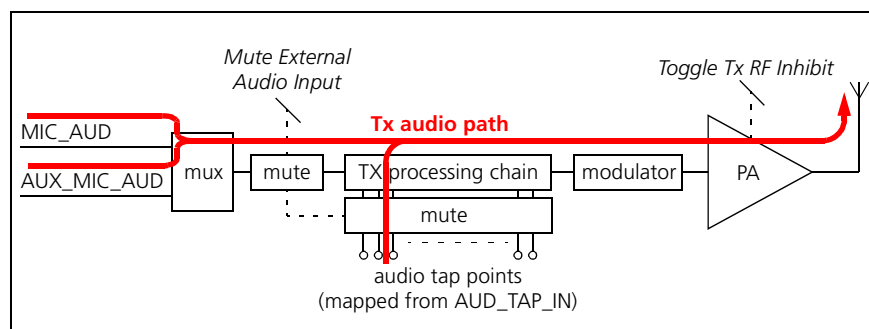 Mute External
Audio Input
Toggle Tx RF Inhibit
MIC_AUD
Tx audio path
AUX_MIC_AUD
mux
mute
TX processing chain
modulator
PA
mute
audio tap points
(mapped from AUD_TAP_IN)